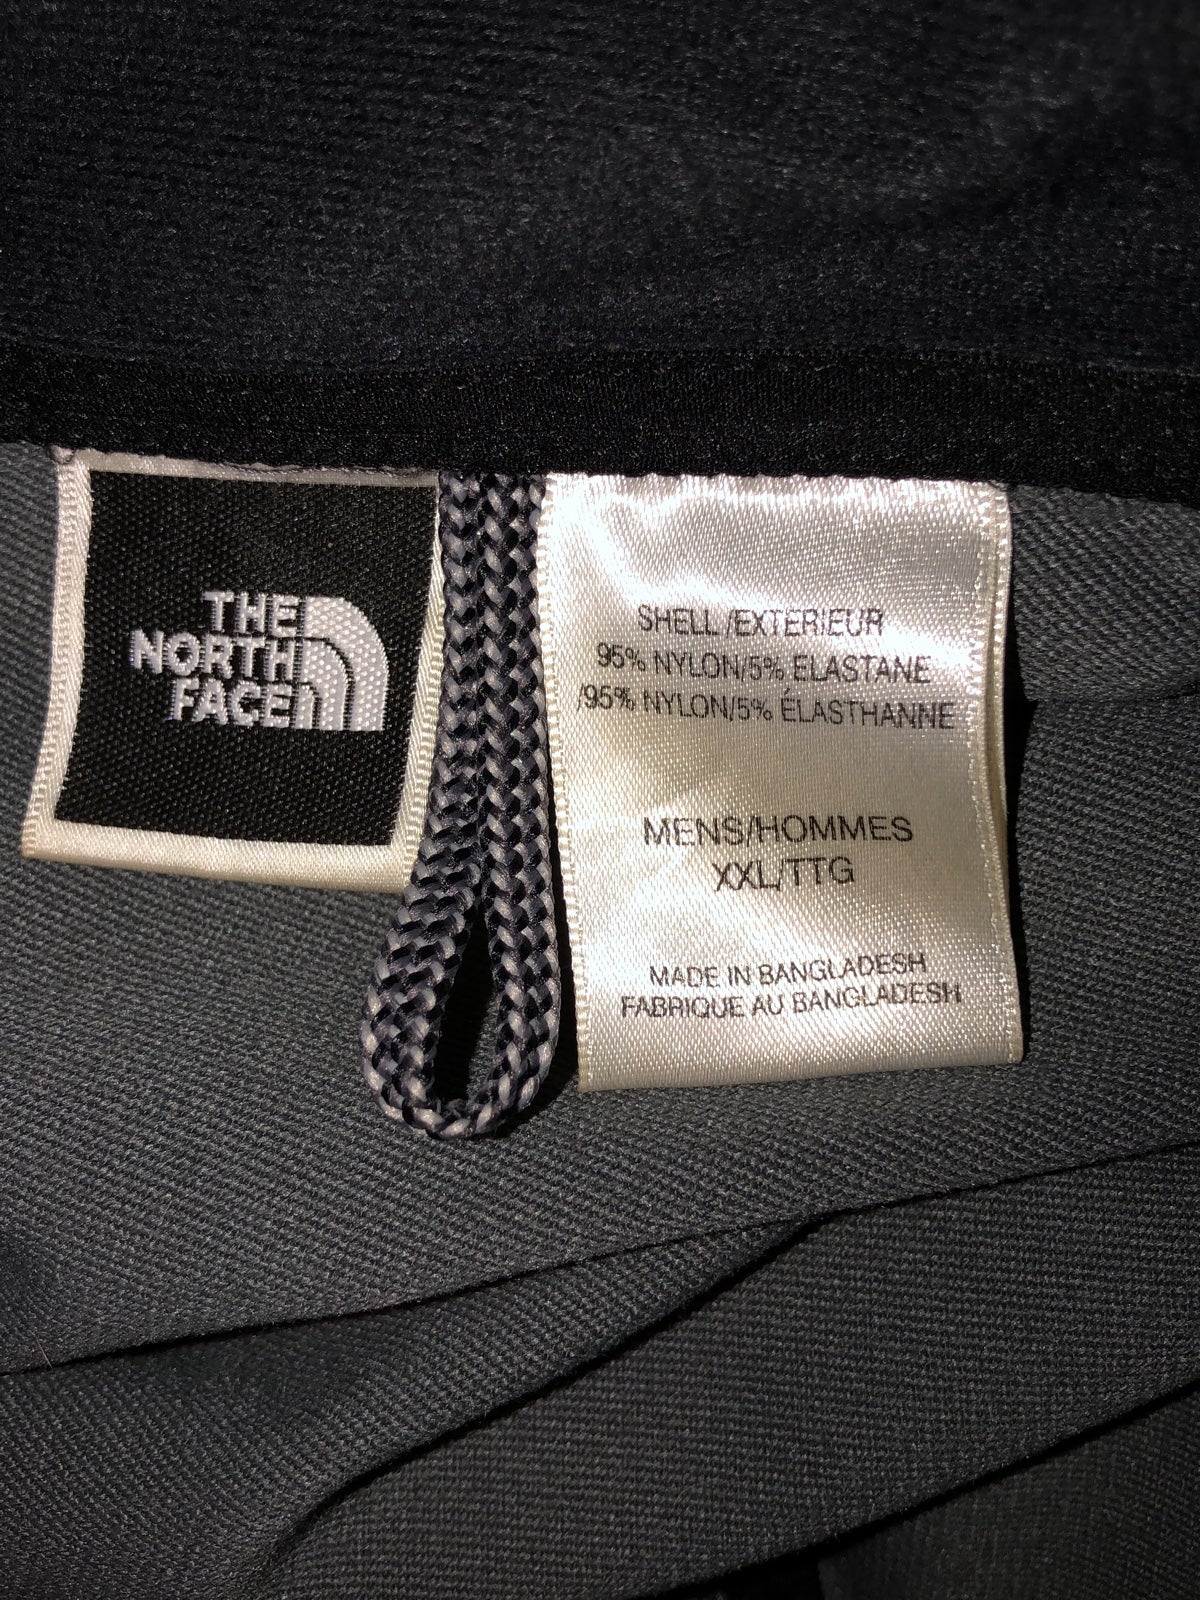 THE
NORTH
FACE
SHELL/EXTERIEUR
95% NYLON/5% ELASTANE
/95% NYLON/5% ÉLASTHANNE
MENS/HOMMES
XXL/TTG
MADE IN BANGLADESH
FABRIQUE AU BANGLADESH